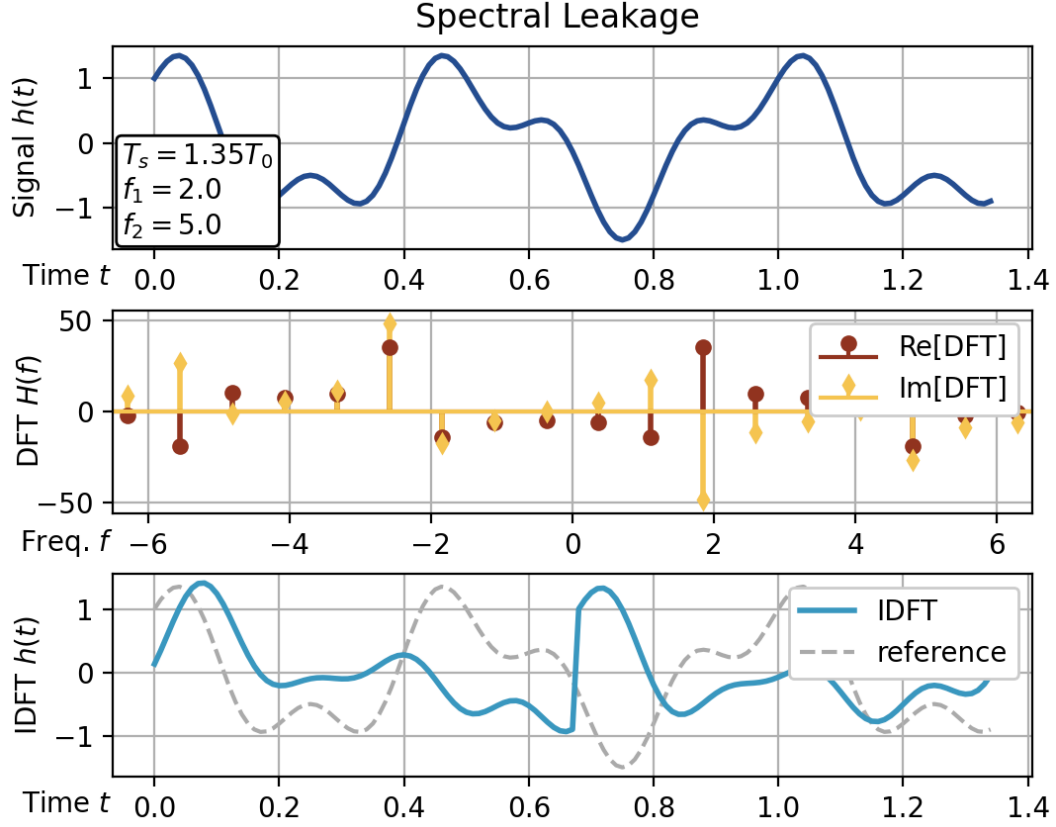 Spectral Leakage
Signal h(t)
1
0
−1
T_s = 1.35T_0
f_1 = 2.0
f_2 = 5.0
Time t 0.0 0.2 0.4 0.6 0.8 1.0 1.2 1.4
DFT H(f)
50
0
−50
Re[DFT]
Im[DFT]
Freq. f −6 −4 −2 0 2 4 6
IDFT h(t)
1
0
−1
IDFT
reference
Time t 0.0 0.2 0.4 0.6 0.8 1.0 1.2 1.4